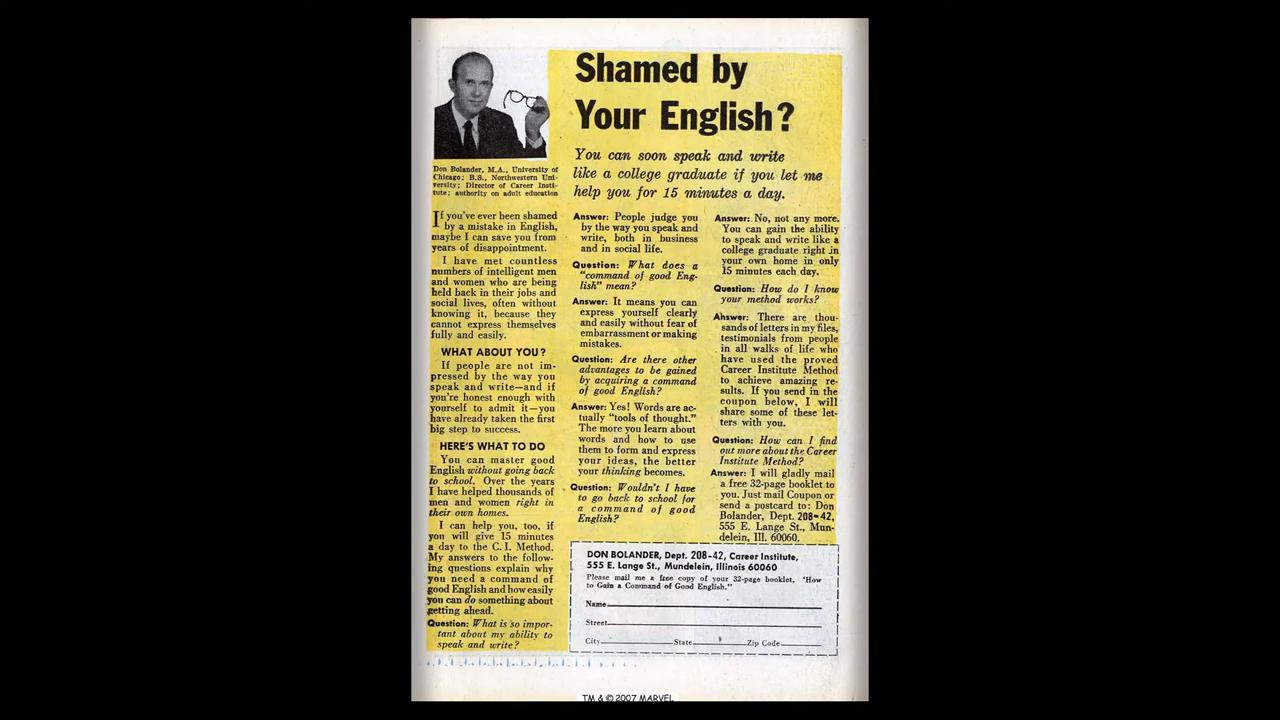 Shamed by
Your English?
You can soon speak and write
like a college graduate if you let me
help you for 15 minutes a day.
Don Bolander, M.A., University of
Chicago; B.S., Northwestern Uni-
versity; Director of Career Insti-
tute; authority on adult education
If you've ever been shamed
by a mistake in English,
maybe I can save you from
years of disappointment.
I have met countless
numbers of intelligent men
and women who are being
held back in their jobs and
social lives, often without
knowing it, because they
cannot express themselves
fully and easily.
WHAT ABOUT YOU?
If people are not im-
pressed by the way you
speak and write—and if
you're honest enough with
yourself to admit it—you
have already taken the first
big step to success.
HERE'S WHAT TO DO
You can master good
English without going back
to school. Over the years
I have helped thousands of
men and women right in
their own homes.
I can help you, too, if
you will give 15 minutes
a day to the C.I. Method.
My answers to the follow-
ing questions explain why
you need a command of
good English and how easily
you can do something about
getting ahead.
Question: What is so impor-
tant about my ability to
speak and write?
Answer: People judge you
by the way you speak and
write, both in business
and in social life.
Question: What does a
"command of good Eng-
lish" mean?
Answer: It means you can
express yourself clearly
and easily without fear of
embarrassment or making
mistakes.
Question: Are there other
advantages to be gained
by acquiring a command
of good English?
Answer: Yes! Words are ac-
tually "tools of thought."
The more you learn about
words and how to use
them to form and express
your ideas, the better
your thinking becomes.
Question: Wouldn't I have
to go back to school for
a command of good
English?
Answer: No, not any more.
You can gain the ability
to speak and write like a
college graduate right in
your own home in only
15 minutes each day.
Question: How do I know
your method works?
Answer: There are thou-
sands of letters in my files,
testimonials from people
in all walks of life who
have used the proved
Career Institute Method
to achieve amazing re-
sults. If you send in the
coupon below, I will
share some of these let-
ters with you.
Question: How can I find
out more about the Career
Institute Method?
Answer: I will gladly mail
a free 32-page booklet to
you. Just mail Coupon or
send a postcard to: Don
Bolander, Dept. 208-42,
555 E. Lange St., Mun-
delein, Ill. 60060.
DON BOLANDER, Dept. 208-42, Career Institute,
555 E. Lange St., Mundelein, Illinois 60060
Please mail me a free copy of your 32-page booklet, "How
to Gain a Command of Good English."
Name
Street
City State Zip Code
TM & © 2007 MARVEL